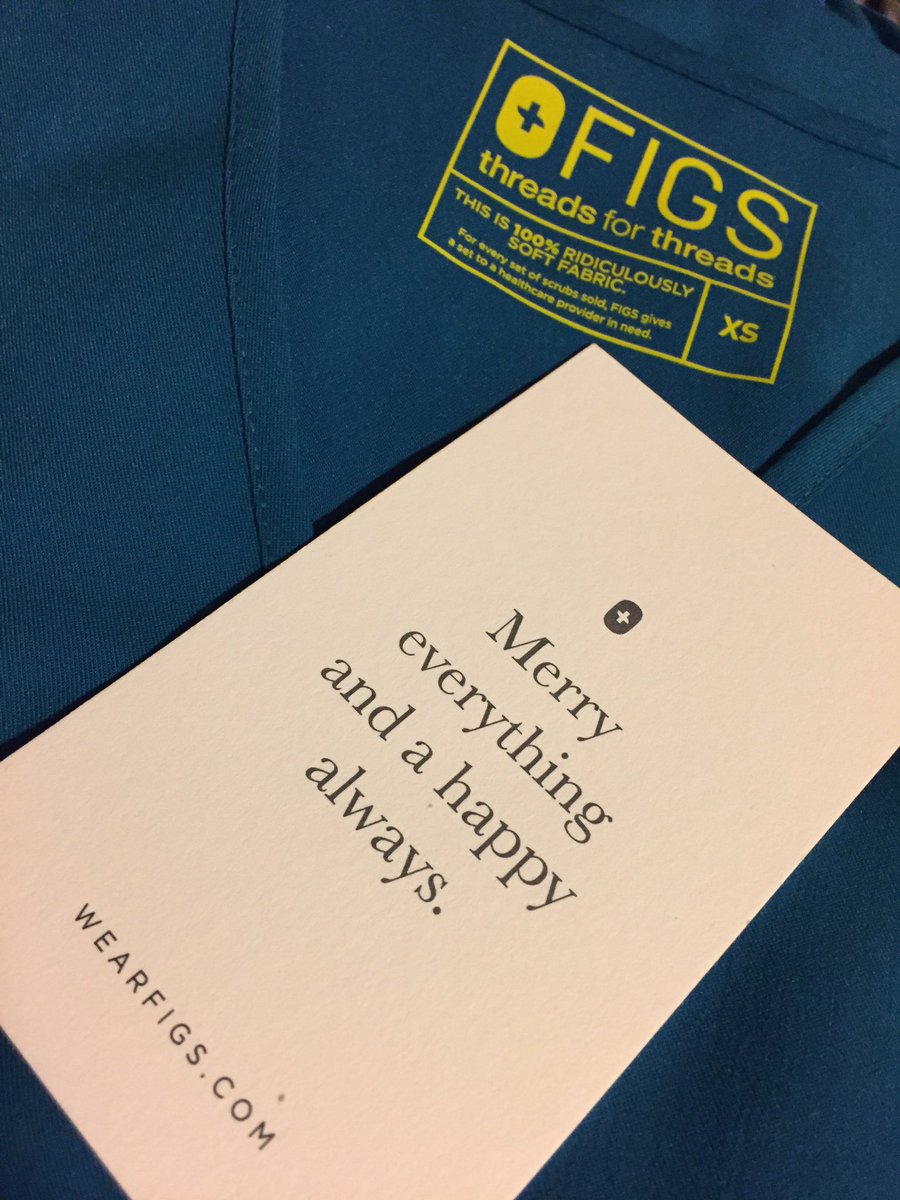 FIGS
threads for threads
THIS IS 100% RIDICULOUSLY
SOFT FABRIC.
For every set of scrubs sold, FIGS gives
a set to a healthcare provider in need.
XS
Merry
everything
and a happy
always.
WEARFIGS.COM